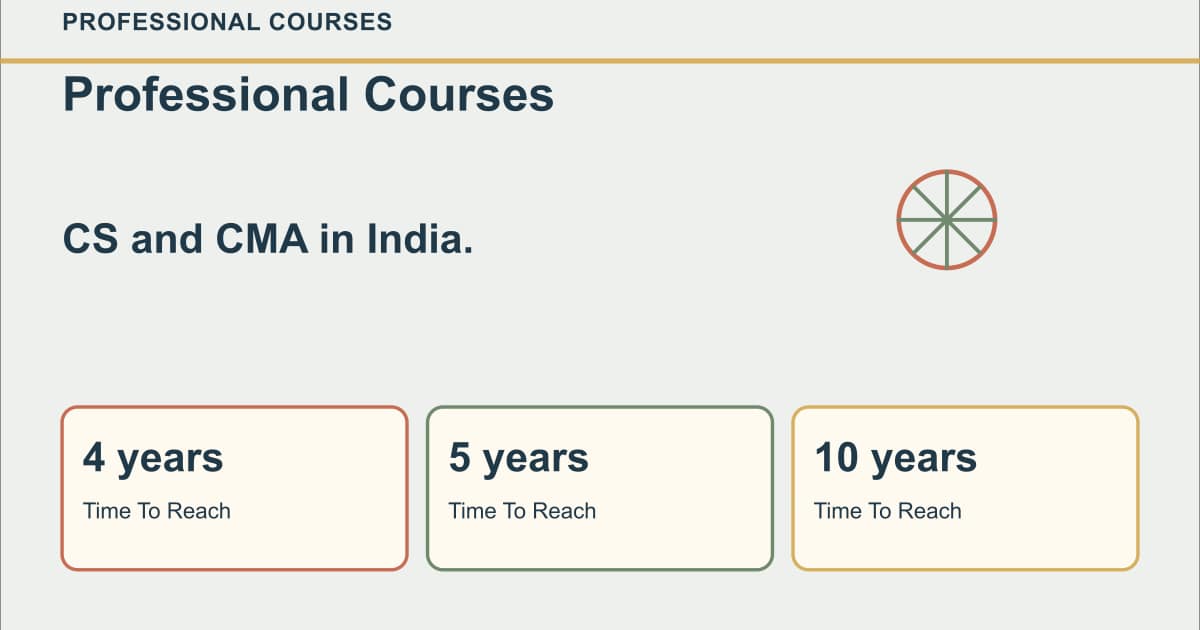 PROFESSIONAL COURSES
Professional Courses
CS and CMA in India.
4 years
Time To Reach
5 years
Time To Reach
10 years
Time To Reach